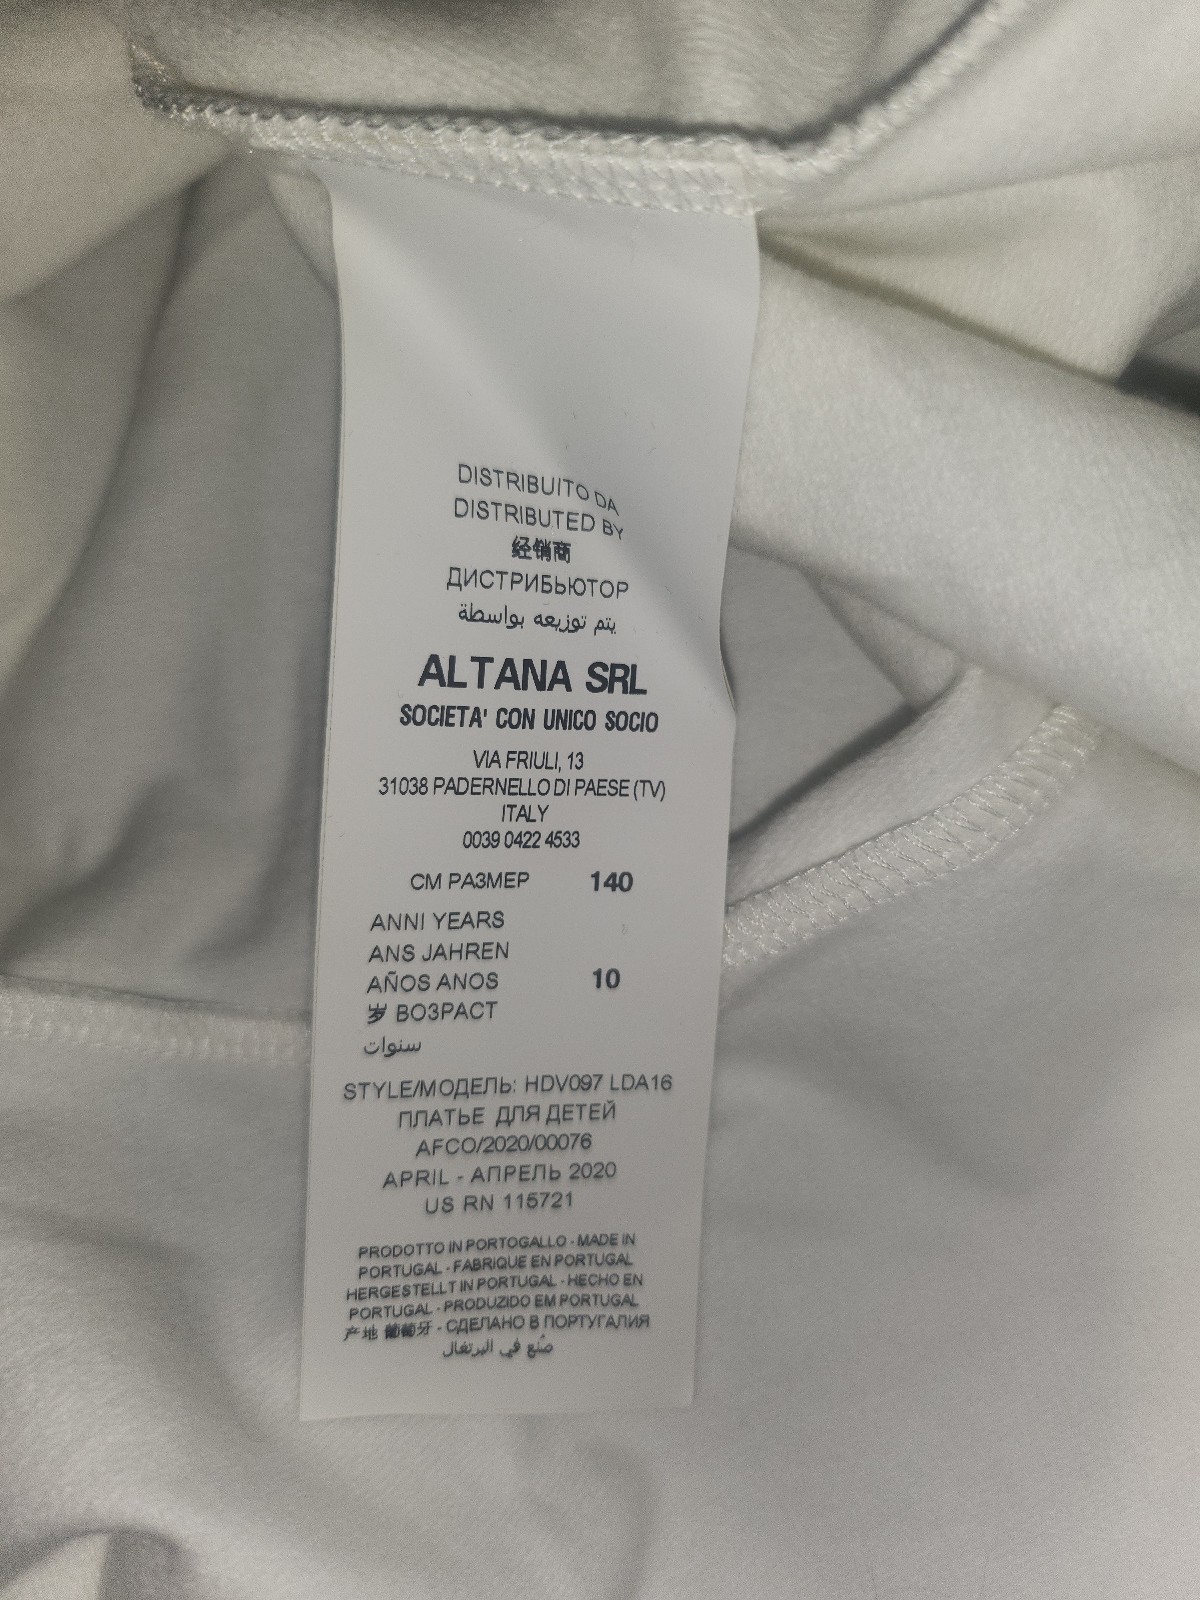 DISTRIBUITO DA
DISTRIBUTED BY
经销商
ДИСТРИБЬЮТОР
يتم توزيعه بواسطة
ALTANA SRL
SOCIETA' CON UNICO SOCIO
VIA FRIULI, 13
31038 PADERNELLO DI PAESE (TV)
ITALY
0039 0422 4533
СМ РАЗМЕР 140
ANNI YEARS
ANS JAHREN
AÑOS ANOS 10
岁 ВОЗРАСТ
سنوات
STYLE/МОДЕЛЬ: HDV097 LDA16
ПЛАТЬЕ ДЛЯ ДЕТЕЙ
AFCO/2020/00076
APRIL - АПРЕЛЬ 2020
US RN 115721
PRODOTTO IN PORTOGALLO - MADE IN
PORTUGAL - FABRIQUE EN PORTUGAL
HERGESTELLT IN PORTUGAL - HECHO EN
PORTUGAL - PRODUZIDO EM PORTUGAL
产地 葡萄牙 - СДЕЛАНО В ПОРТУГАЛИЯ
صُنع في البرتغال